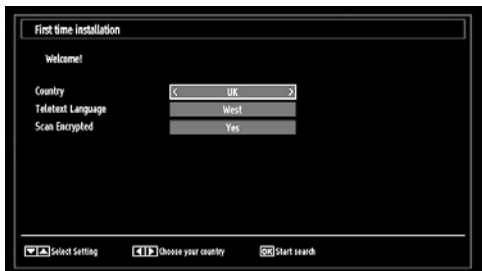 First time installation
Welcome!
Country < UK >
Teletext Language West
Scan Encrypted Yes
Select Setting Choose your country OK Start search